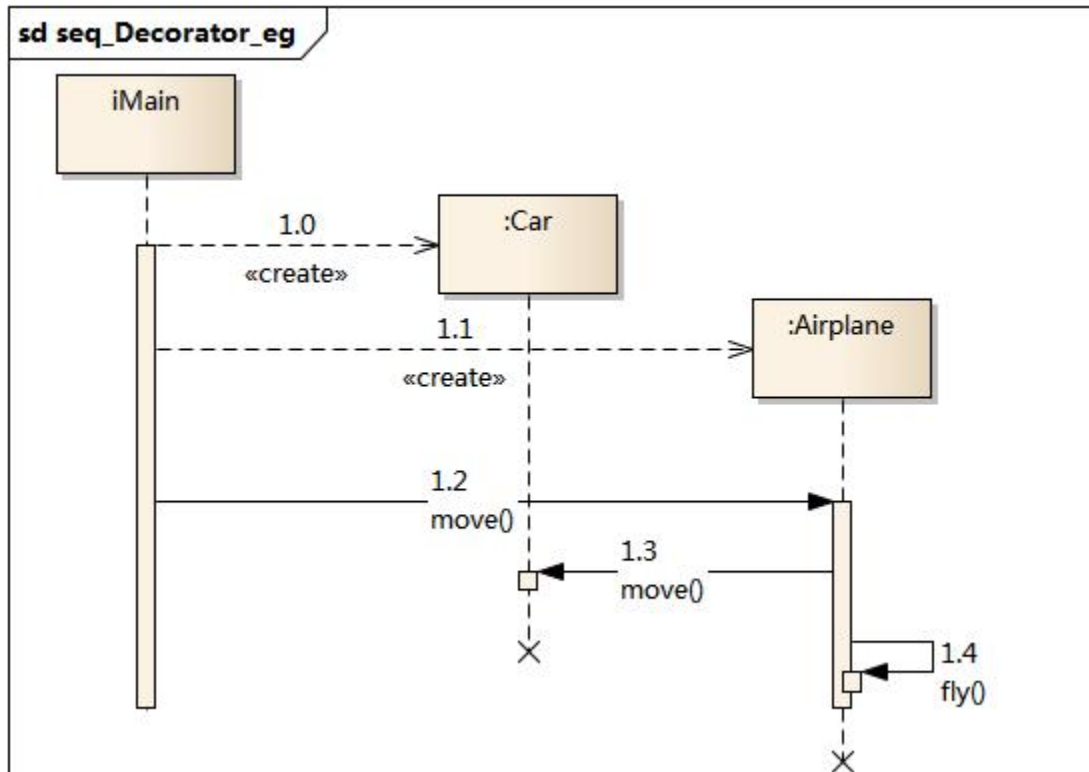 sd seq_Decorator_eg
iMain
:Car
1.0
«create»
:Airplane
1.1
«create»
1.2
move()
1.3
move()
1.4
fly()